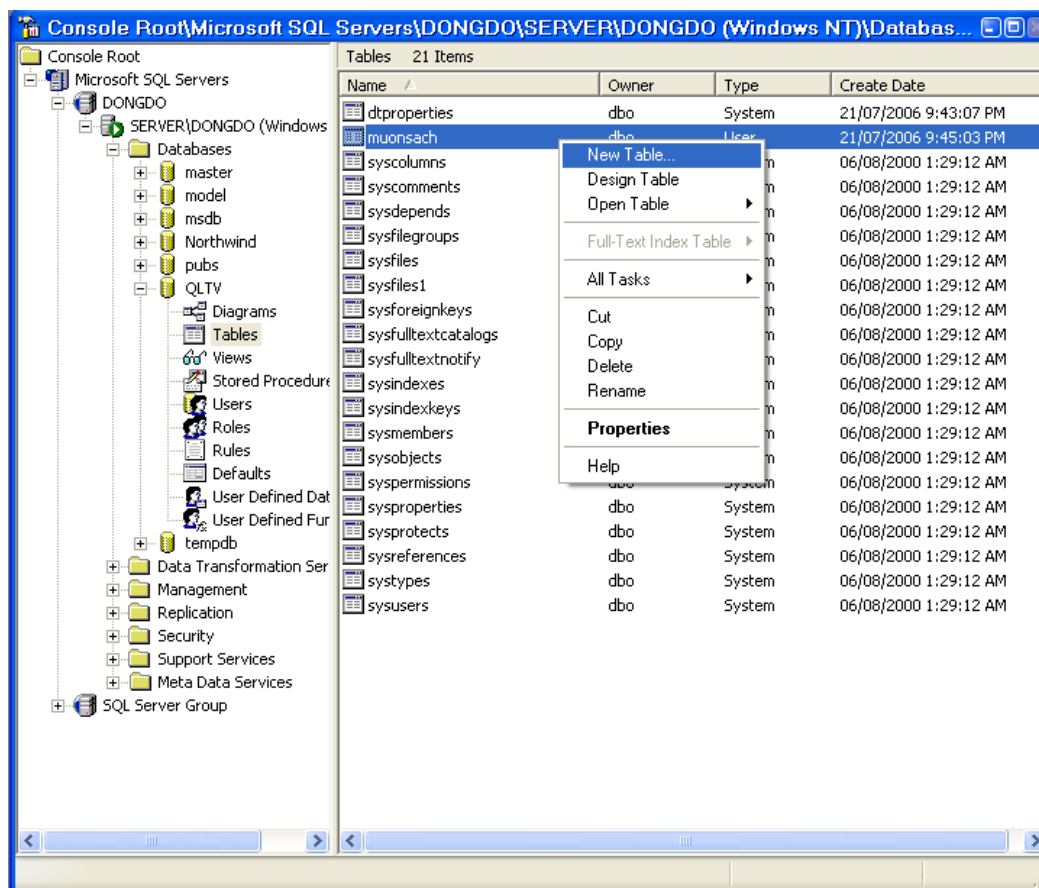 Console Root\Microsoft SQL Servers\DONGDO\SERVER\DONGDO (Windows NT)\Databas...
Console Root
Microsoft SQL Servers
DONGDO
SERVER\DONGDO (Windows
Databases
master
model
msdb
Northwind
pubs
QLTV
Diagrams
Tables
Views
Stored Procedure
Users
Roles
Rules
Defaults
User Defined Dat
User Defined Fur
tempdb
Data Transformation Ser
Management
Replication
Security
Support Services
Meta Data Services
SQL Server Group
Tables 21 Items
Name Owner Type Create Date
dtproperties dbo System 21/07/2006 9:43:07 PM
muonsach dbo User 21/07/2006 9:45:03 PM
syscolumns 06/08/2000 1:29:12 AM
syscomments 06/08/2000 1:29:12 AM
sysdepends 06/08/2000 1:29:12 AM
sysfilegroups 06/08/2000 1:29:12 AM
sysfiles 06/08/2000 1:29:12 AM
sysfiles1 06/08/2000 1:29:12 AM
sysforeignkeys 06/08/2000 1:29:12 AM
sysfulltextcatalogs 06/08/2000 1:29:12 AM
sysfulltextnotify 06/08/2000 1:29:12 AM
sysindexes 06/08/2000 1:29:12 AM
sysindexkeys 06/08/2000 1:29:12 AM
sysmembers 06/08/2000 1:29:12 AM
sysobjects 06/08/2000 1:29:12 AM
syspermissions dbo System 06/08/2000 1:29:12 AM
sysproperties dbo System 06/08/2000 1:29:12 AM
sysprotects dbo System 06/08/2000 1:29:12 AM
sysreferences dbo System 06/08/2000 1:29:12 AM
systypes dbo System 06/08/2000 1:29:12 AM
sysusers dbo System 06/08/2000 1:29:12 AM
New Table...
Design Table
Open Table
Full-Text Index Table
All Tasks
Cut
Copy
Delete
Rename
Properties
Help